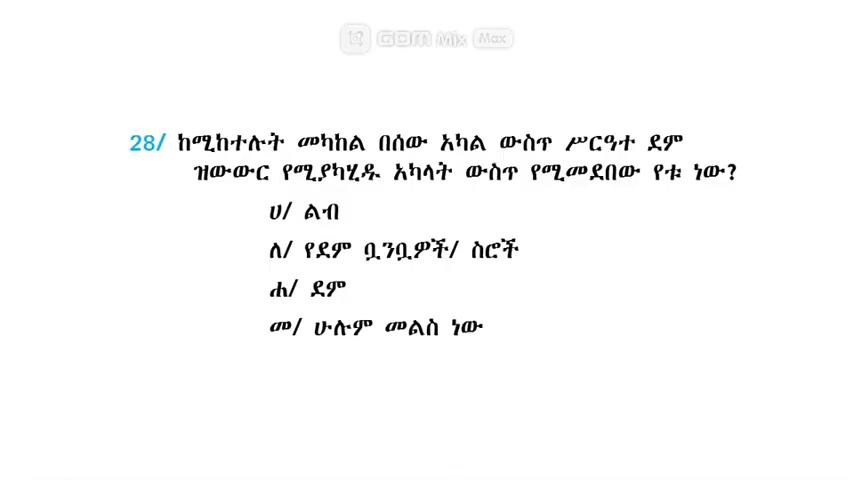 GOM Mix Max
28/ ከሚከተሉት መካከል በሰው አካል ውስጥ ሥርዓተ ደም
ዝውውር የሚያካሂዱ አካላት ውስጥ የሚመደበው የቱ ነው?
ሀ/ ልብ
ለ/ የደም ቧንቧዎች/ ስሮች
ሐ/ ደም
መ/ ሁሉም መልስ ነው